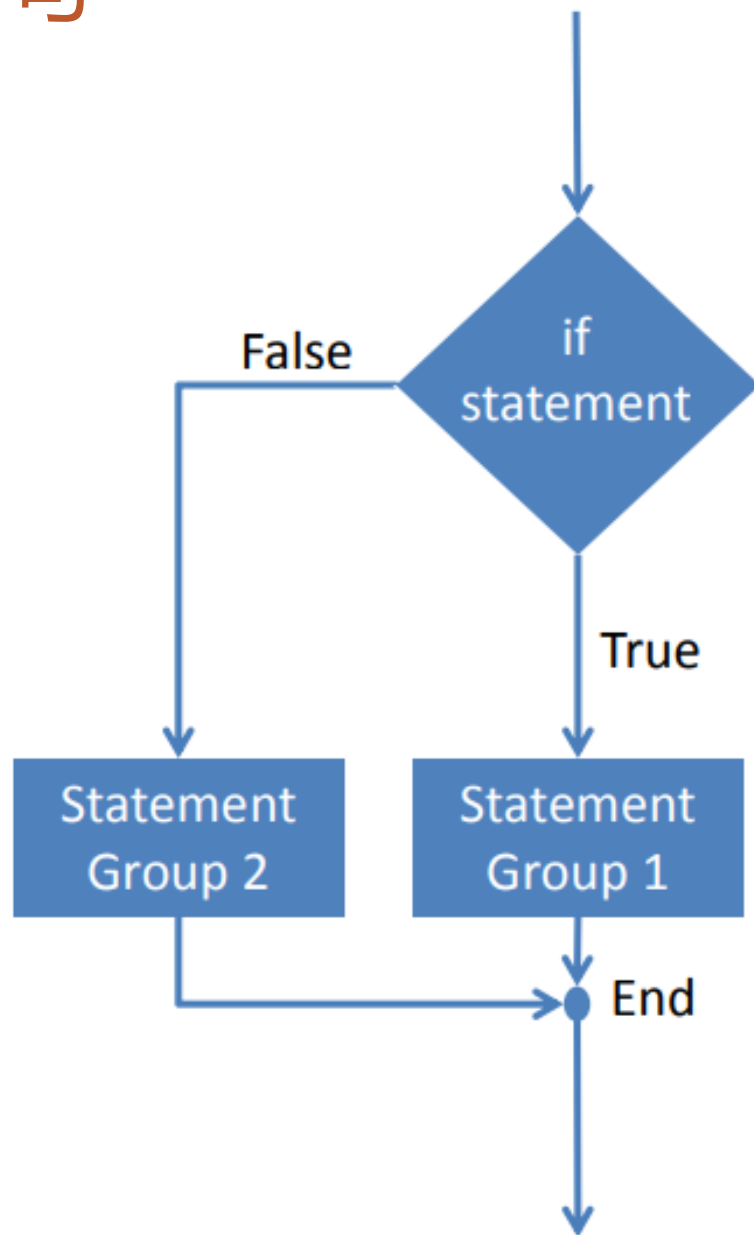 if
statement
False
True
Statement
Group 2
Statement
Group 1
End